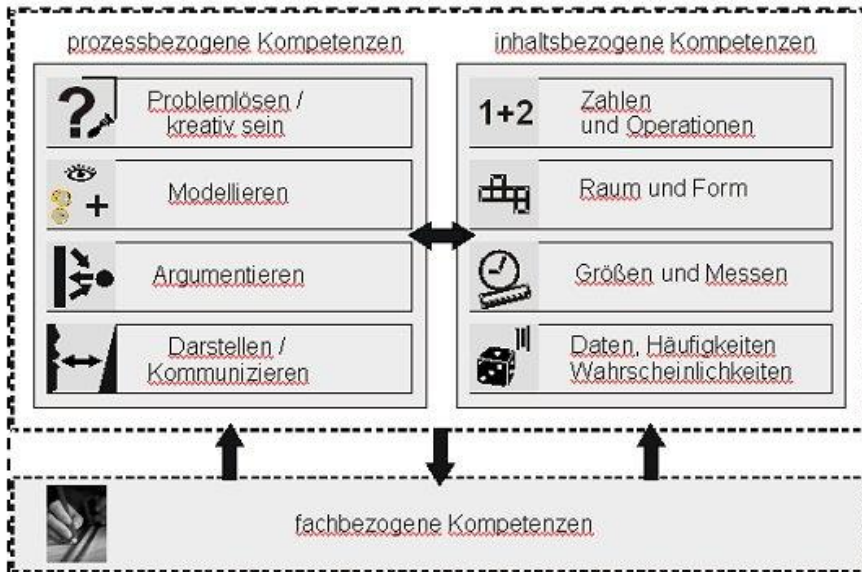 prozessbezogene Kompetenzen
Problemlösen /
kreativ sein
Modellieren
Argumentieren
Darstellen /
Kommunizieren
inhaltsbezogene Kompetenzen
1+2
Zahlen
und Operationen
Raum und Form
Größen und Messen
Daten, Häufigkeiten
Wahrscheinlichkeiten
fachbezogene Kompetenzen